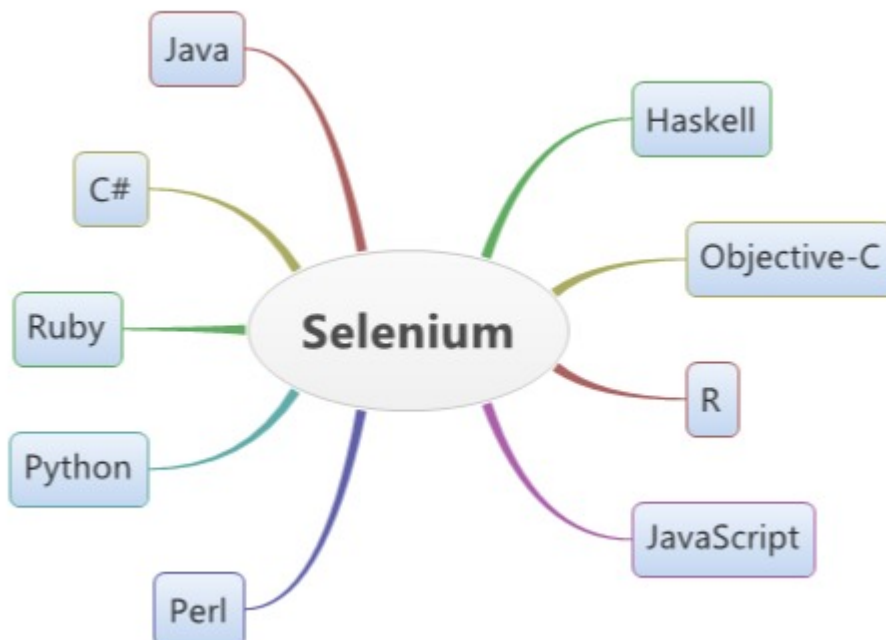 Java
Haskell
C#
Objective-C
Ruby
Selenium
R
Python
JavaScript
Perl